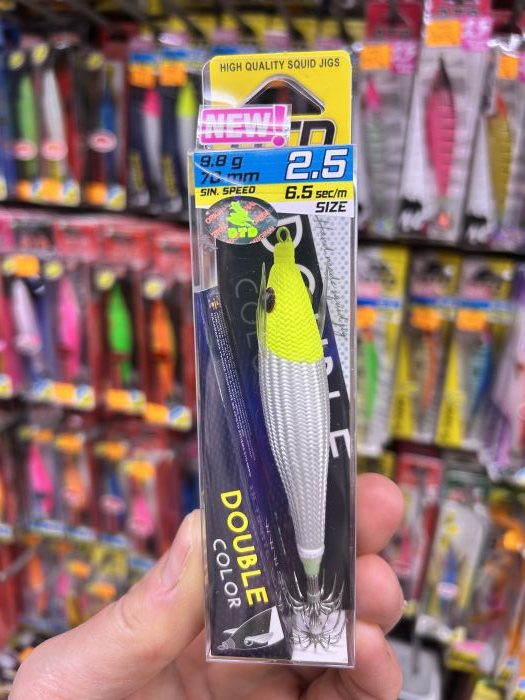 HIGH QUALITY SQUID JIGS
NEW!
8.8 g
70 mm
2.5
SIN. SPEED
6.5 sec/m
SIZE
DTD
DOUBLE
COLOR
DOUBLE
COLOR